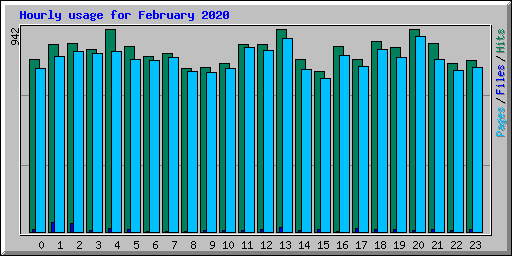 Hourly usage for February 2020
942
Pages/Files/Hits
0 1 2 3 4 5 6 7 8 9 10 11 12 13 14 15 16 17 18 19 20 21 22 23